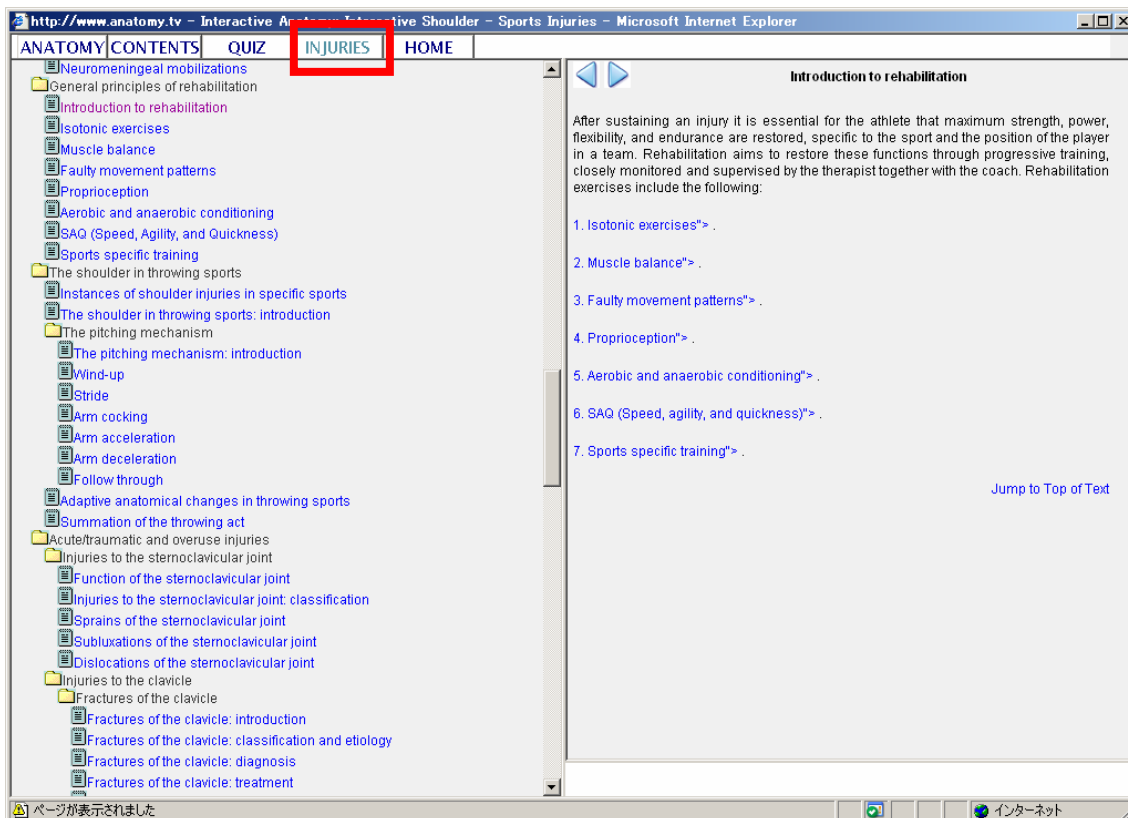 http://www.anatomy.tv - Interactive Anatomy: Interactive Shoulder - Sports Injuries - Microsoft Internet Explorer
ANATOMY CONTENTS QUIZ INJURIES HOME
Neuromeningeal mobilizations
General principles of rehabilitation
Introduction to rehabilitation
Isotonic exercises
Muscle balance
Faulty movement patterns
Proprioception
Aerobic and anaerobic conditioning
SAQ (Speed, Agility, and Quickness)
Sports specific training
The shoulder in throwing sports
Instances of shoulder injuries in specific sports
The shoulder in throwing sports: introduction
The pitching mechanism
The pitching mechanism: introduction
Wind-up
Stride
Arm cocking
Arm acceleration
Arm deceleration
Follow through
Adaptive anatomical changes in throwing sports
Summation of the throwing act
Acute/traumatic and overuse injuries
Injuries to the sternoclavicular joint
Function of the sternoclavicular joint
Injuries to the sternoclavicular joint: classification
Sprains of the sternoclavicular joint
Subluxations of the sternoclavicular joint
Dislocations of the sternoclavicular joint
Injuries to the clavicle
Fractures of the clavicle
Fractures of the clavicle: introduction
Fractures of the clavicle: classification and etiology
Fractures of the clavicle: diagnosis
Fractures of the clavicle: treatment
Introduction to rehabilitation
After sustaining an injury it is essential for the athlete that maximum strength, power,
flexibility, and endurance are restored, specific to the sport and the position of the player
in a team. Rehabilitation aims to restore these functions through progressive training,
closely monitored and supervised by the therapist together with the coach. Rehabilitation
exercises include the following:
1. Isotonic exercises"> .
2. Muscle balance"> .
3. Faulty movement patterns"> .
4. Proprioception"> .
5. Aerobic and anaerobic conditioning"> .
6. SAQ (Speed, agility, and quickness)"> .
7. Sports specific training"> .
Jump to Top of Text
ページが表示されました
インターネット